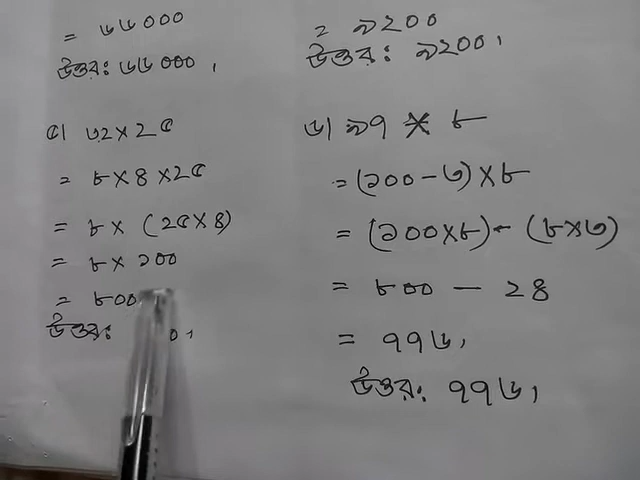 = ৬৬০০০
উত্তর: ৬৬০০০,
৫। ৩২×২৫
= ৮×৪×২৫
= ৮×(২৫×৪)
= ৮×১০০
= ৮০০
উত্তর: ০,
= ৯২০০
উত্তর: ৯২০০,
৬। ৯৭ × ৮
= (১০০ - ৩)×৮
= (১০০×৮) - (৮×৩)
= ৮০০ - ২৪
= ৭৭৬,
উত্তর: ৭৭৬,